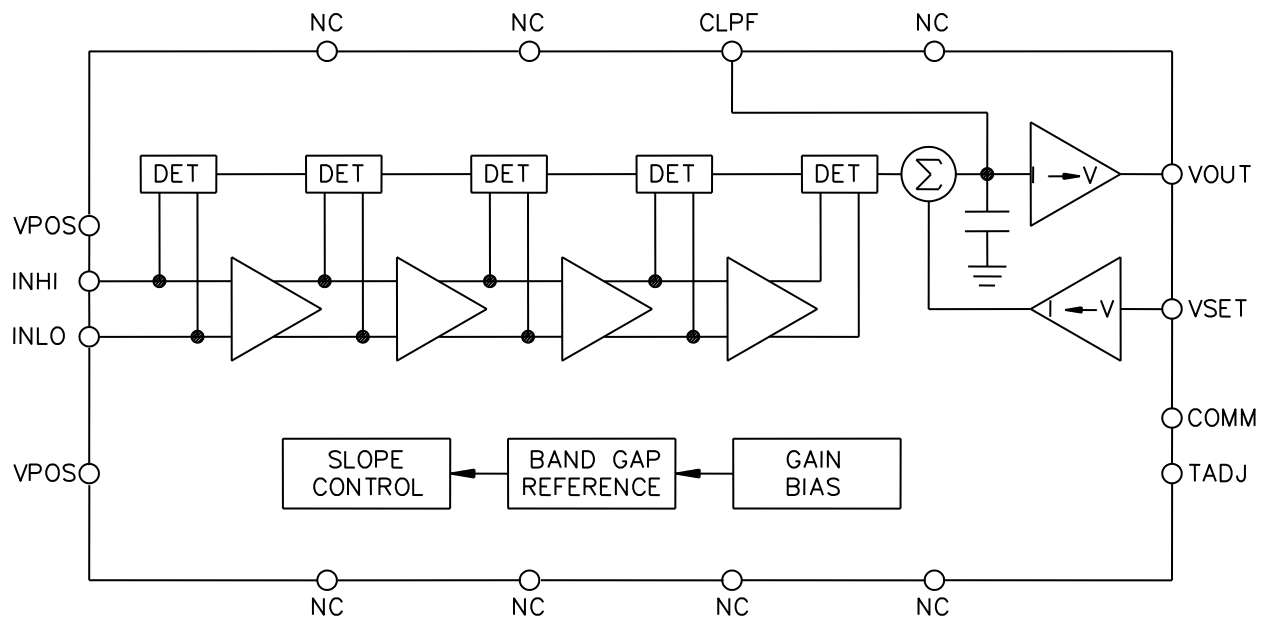 NC
NC
CLPF
NC
DET
DET
DET
DET
DET
Σ
I → V
VOUT
VPOS
INHI
INLO
I ← V
VSET
COMM
VPOS
SLOPE
CONTROL
BAND GAP
REFERENCE
GAIN
BIAS
TADJ
NC
NC
NC
NC